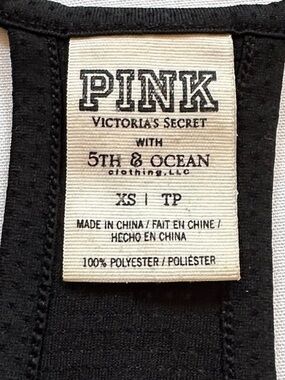 PINK
VICTORIA'S SECRET
WITH
5TH & OCEAN
clothing, LLC
XS | TP
MADE IN CHINA / FAIT EN CHINE /
HECHO EN CHINA
100% POLYESTER / POLIÉSTER